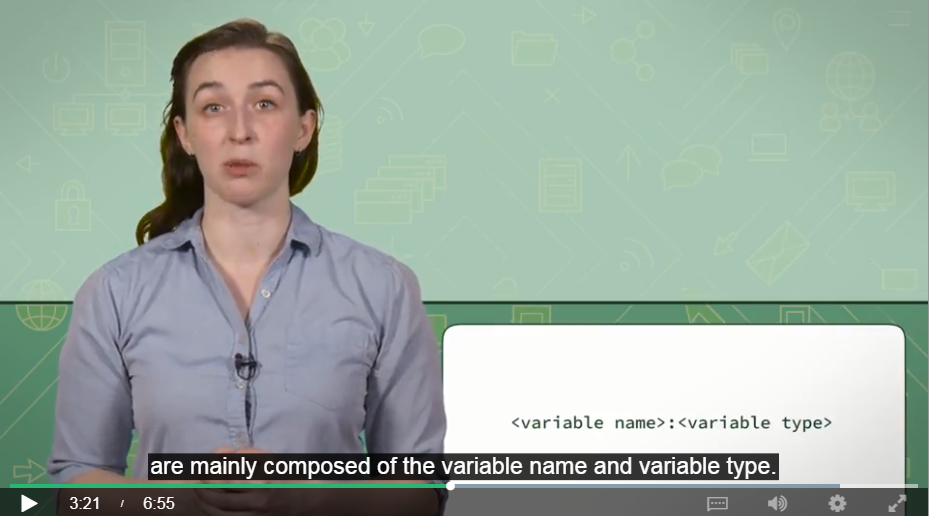 <variable name>:<variable type>
are mainly composed of the variable name and variable type.
3:21 / 6:55